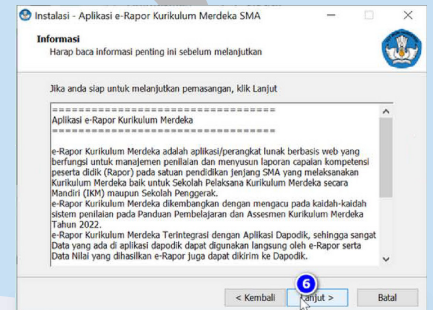 Instalasi - Aplikasi e-Rapor Kurikulum Merdeka SMA
Informasi
Harap baca informasi penting ini sebelum melanjutkan
Jika anda siap untuk melanjutkan pemasangan, klik Lanjut
==================================
Aplikasi e-Rapor Kurikulum Merdeka
==================================
e-Rapor Kurikulum Merdeka adalah aplikasi/perangkat lunak berbasis web yang
berfungsi untuk manajemen penilaian dan menyusun laporan capaian kompetensi
peserta didik (Rapor) pada satuan pendidikan jenjang SMA yang melaksanakan
Kurikulum Merdeka baik untuk Sekolah Pelaksana Kurikulum Merdeka secara
Mandiri (IKM) maupun Sekolah Penggerak.
e-Rapor Kurikulum Merdeka dikembangkan dengan mengacu pada kaidah-kaidah
sistem penilaian pada Panduan Pembelajaran dan Assesmen Kurikulum Merdeka
Tahun 2022.
e-Rapor Kurikulum Merdeka Terintegrasi dengan Aplikasi Dapodik, sehingga sangat
Data yang ada di aplikasi dapodik dapat digunakan langsung oleh e-Rapor serta
Data Nilai yang dihasilkan e-Rapor juga dapat dikirim ke Dapodik.
6
< Kembali
Lanjut >
Batal